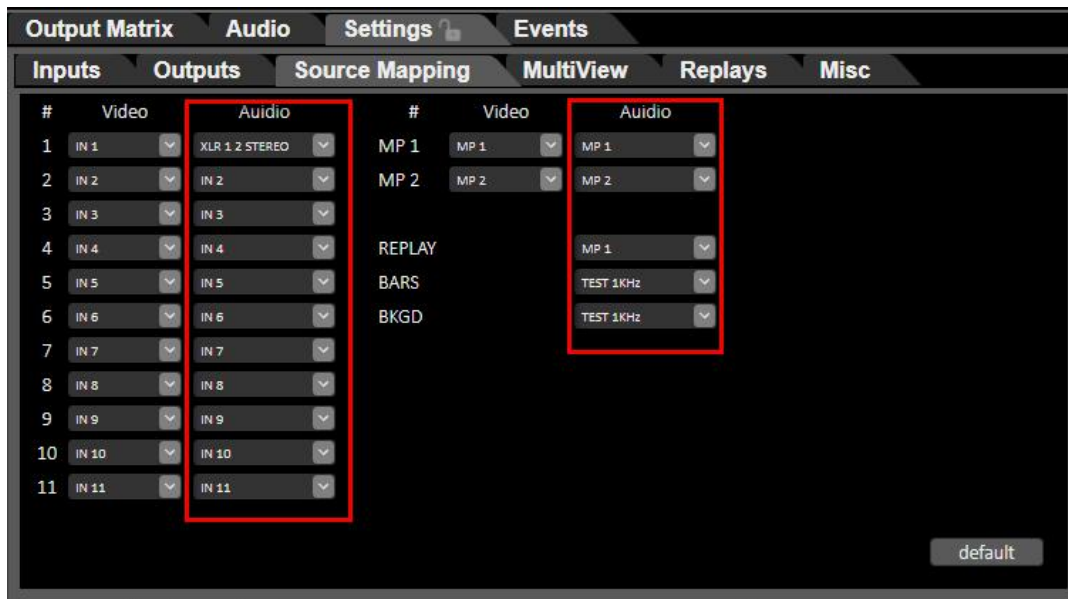 Output Matrix Audio Settings Events
Inputs Outputs Source Mapping MultiView Replays Misc
# Video Auidio # Video Auidio
1 IN 1 XLR 1 2 STEREO MP 1 MP 1 MP 1
2 IN 2 IN 2 MP 2 MP 2 MP 2
3 IN 3 IN 3
4 IN 4 IN 4 REPLAY MP 1
5 IN 5 IN 5 BARS TEST 1KHz
6 IN 6 IN 6 BKGD TEST 1KHz
7 IN 7 IN 7
8 IN 8 IN 8
9 IN 9 IN 9
10 IN 10 IN 10
11 IN 11 IN 11
default